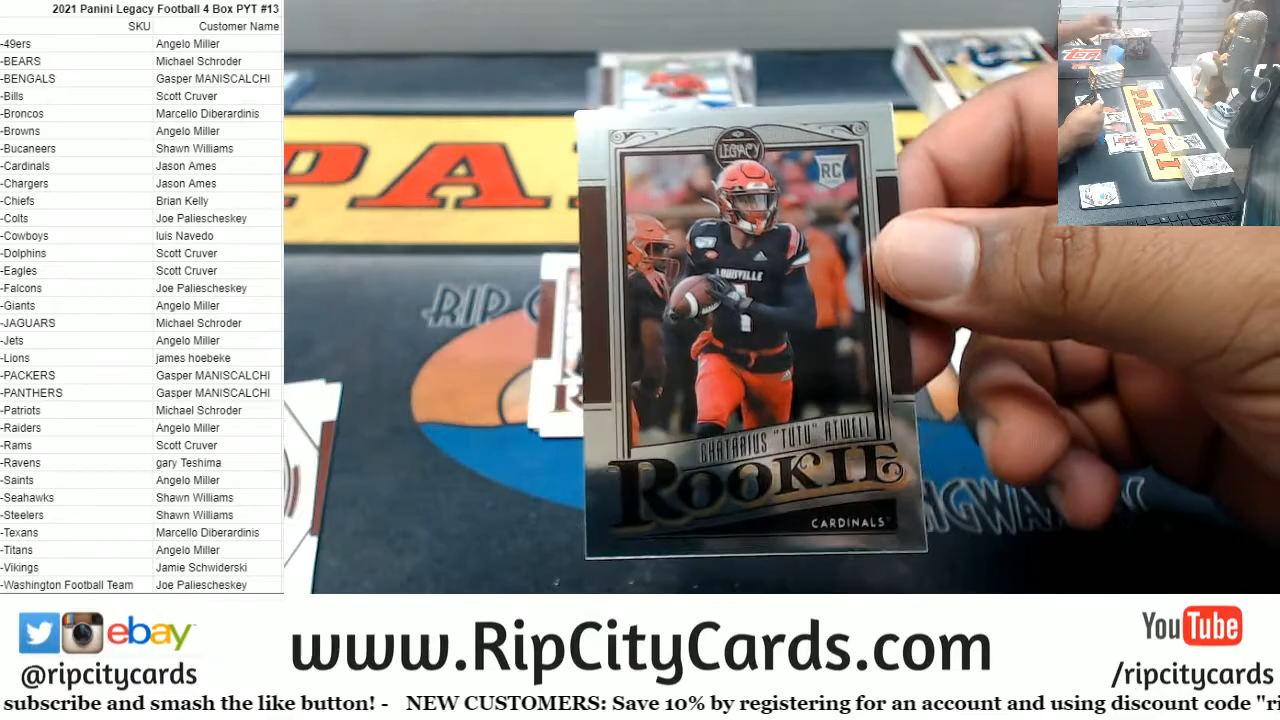 2021 Panini Legacy Football 4 Box PYT #13
SKU Customer Name
-49ers Angelo Miller
-BEARS Michael Schroder
-BENGALS Gasper MANISCALCHI
-Bills Scott Cruver
-Broncos Marcello Diberardinis
-Browns Angelo Miller
-Bucaneers Shawn Williams
-Cardinals Jason Ames
-Chargers Jason Ames
-Chiefs Brian Kelly
-Colts Joe Paliescheskey
-Cowboys luis Navedo
-Dolphins Scott Cruver
-Eagles Scott Cruver
-Falcons Joe Paliescheskey
-Giants Angelo Miller
-JAGUARS Michael Schroder
-Jets Angelo Miller
-Lions james hoebeke
-PACKERS Gasper MANISCALCHI
-PANTHERS Gasper MANISCALCHI
-Patriots Michael Schroder
-Raiders Angelo Miller
-Rams Scott Cruver
-Ravens gary Teshima
-Saints Angelo Miller
-Seahawks Shawn Williams
-Steelers Shawn Williams
-Texans Marcello Diberardinis
-Titans Angelo Miller
-Vikings Jamie Schwiderski
-Washington Football Team Joe Paliescheskey
PANINI
LEGACY
RC
LOUISVILLE
1
CHATARIUS "TUTU" ATWELL
ROOKIE
CARDINALS
RIP
ebay
@ripcitycards
www.RipCityCards.com
YouTube
/ripcitycards
subscribe and smash the like button! - NEW CUSTOMERS: Save 10% by registering for an account and using discount code "ri